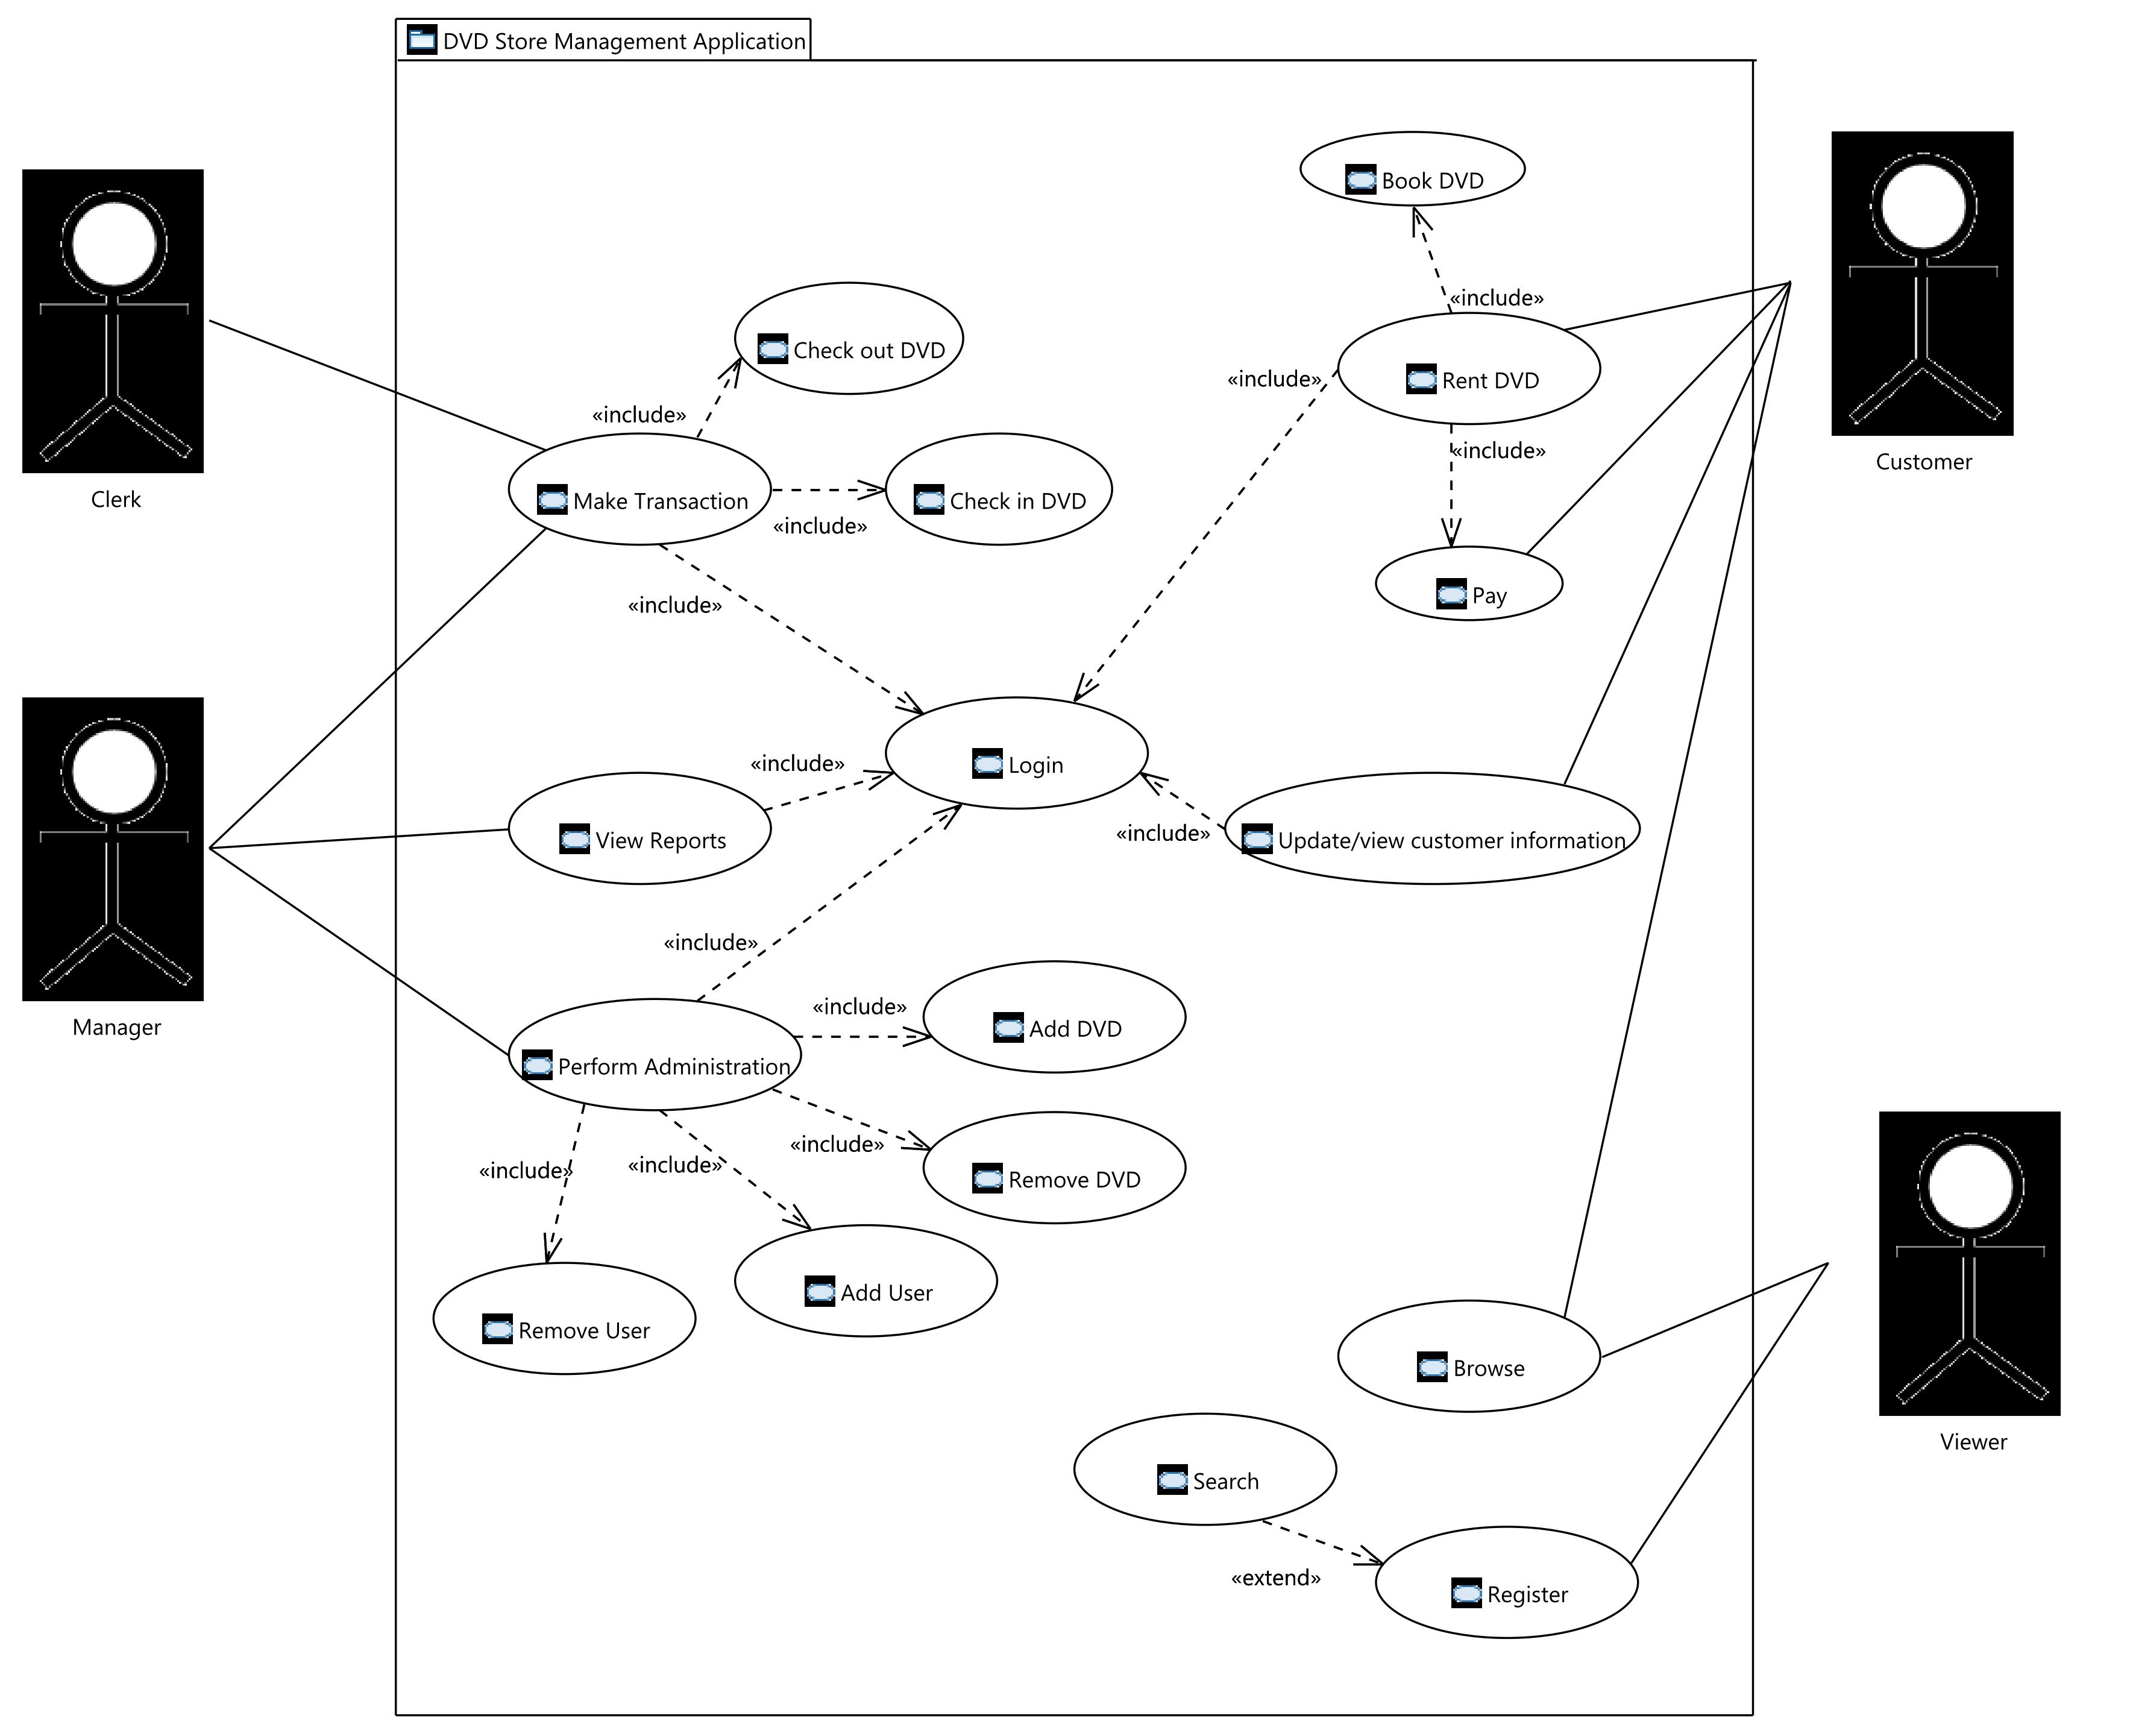 DVD Store Management Application
Book DVD
«include»
Check out DVD
«include»
Rent DVD
«include»
«include»
Customer
Clerk
Make Transaction
Check in DVD
«include»
Pay
«include»
«include»
Login
View Reports
«include»
Update/view customer information
«include»
«include»
Add DVD
Manager
Perform Administration
«include»
«include»
«include»
Remove DVD
Add User
Remove User
Browse
Viewer
Search
«extend»
Register